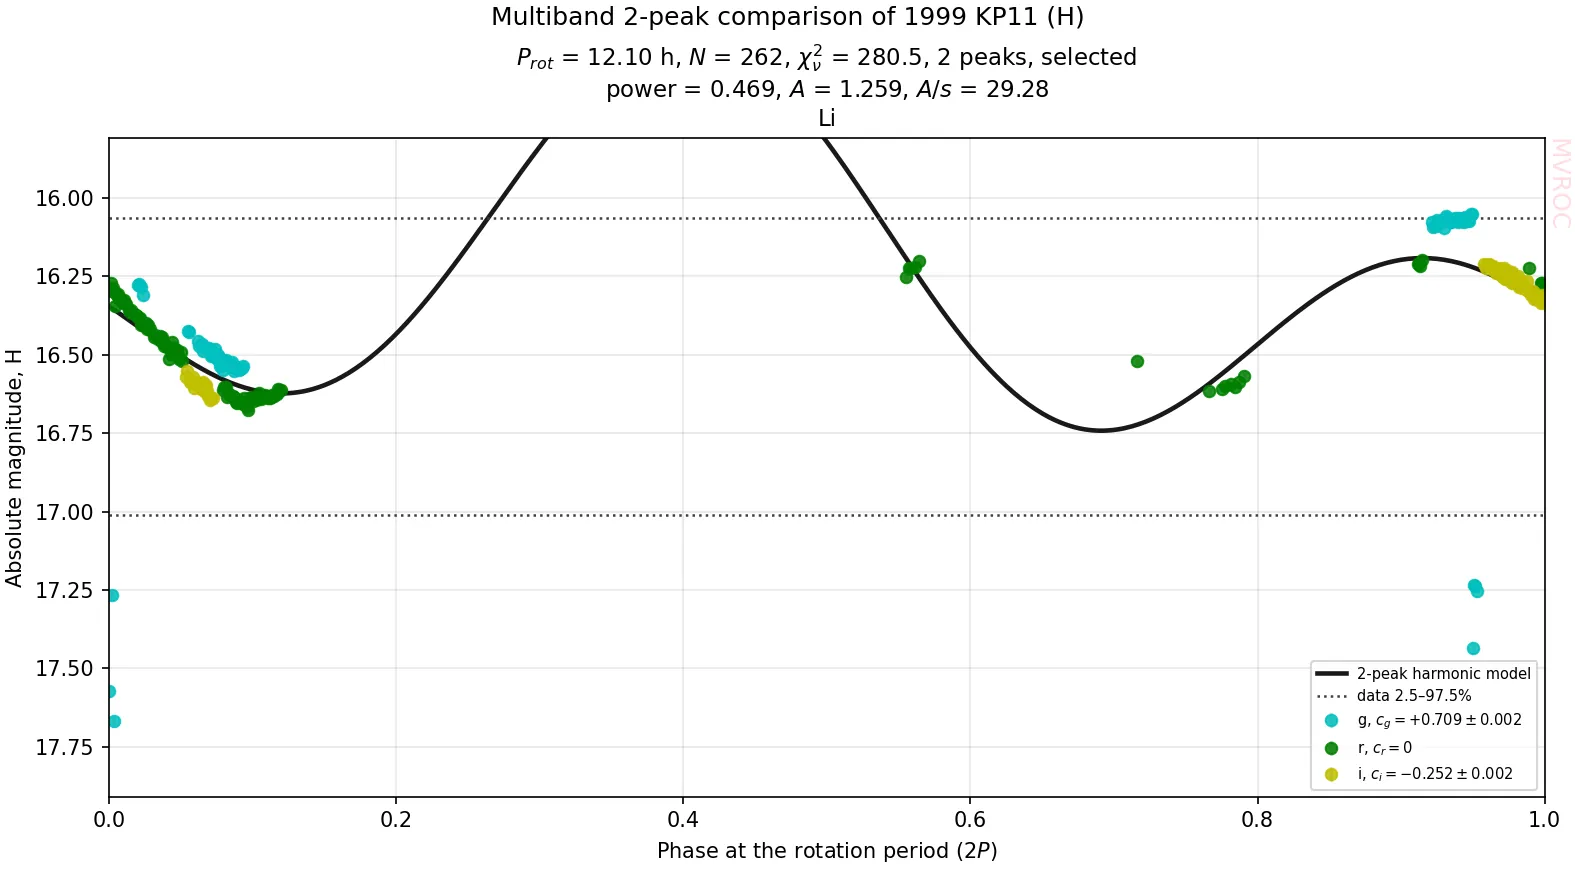 Multiband 2-peak comparison of 1999 KP11 (H)
P_rot = 12.10 h, N = 262, χ²_ν = 280.5, 2 peaks, selected
power = 0.469, A = 1.259, A/s = 29.28
Li
MVROC
Absolute magnitude, H
16.00
16.25
16.50
16.75
17.00
17.25
17.50
17.75
2-peak harmonic model
data 2.5–97.5%
g, c_g = +0.709 ± 0.002
r, c_r = 0
i, c_i = −0.252 ± 0.002
0.0 0.2 0.4 0.6 0.8 1.0
Phase at the rotation period (2P)